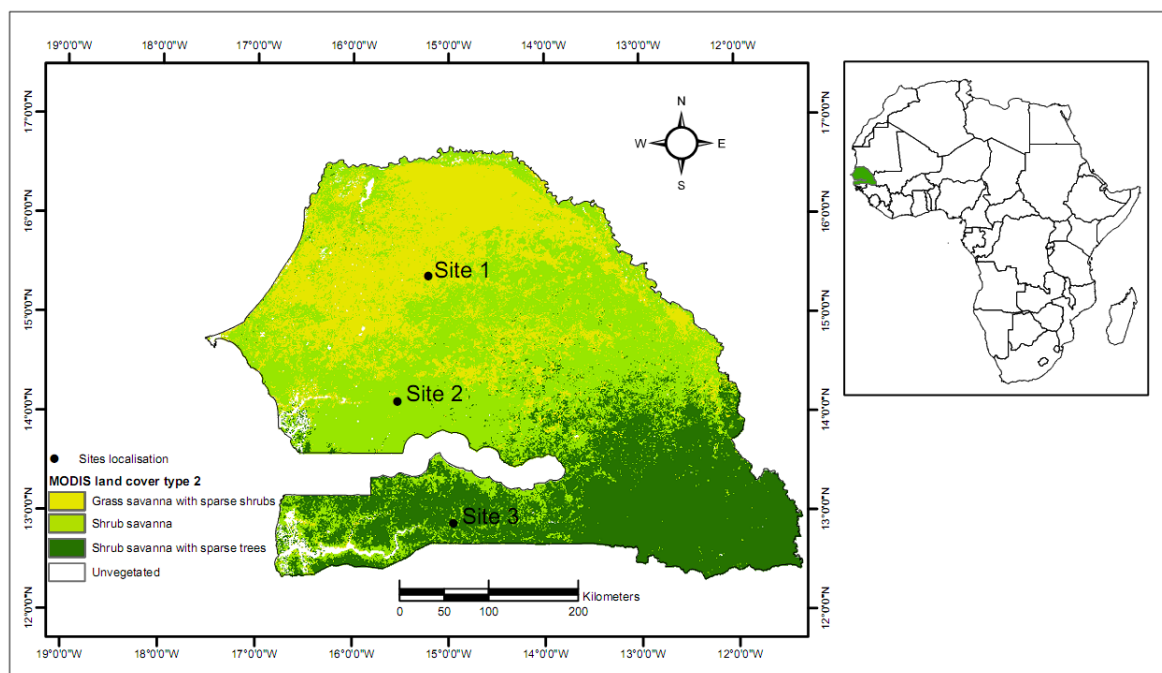 19°0'0"W 18°0'0"W 17°0'0"W 16°0'0"W 15°0'0"W 14°0'0"W 13°0'0"W 12°0'0"W
17°0'0"N
17°0'0"N
N
W
E
S
16°0'0"N
16°0'0"N
Site 1
15°0'0"N
15°0'0"N
Site 2
14°0'0"N
14°0'0"N
Sites localisation
MODIS land cover type 2
Grass savanna with sparse shrubs
13°0'0"N
13°0'0"N
Site 3
Shrub savanna
Shrub savanna with sparse trees
Unvegetated
Kilometers
0 50 100 200
12°0'0"N
12°0'0"N
19°0'0"W 18°0'0"W 17°0'0"W 16°0'0"W 15°0'0"W 14°0'0"W 13°0'0"W 12°0'0"W